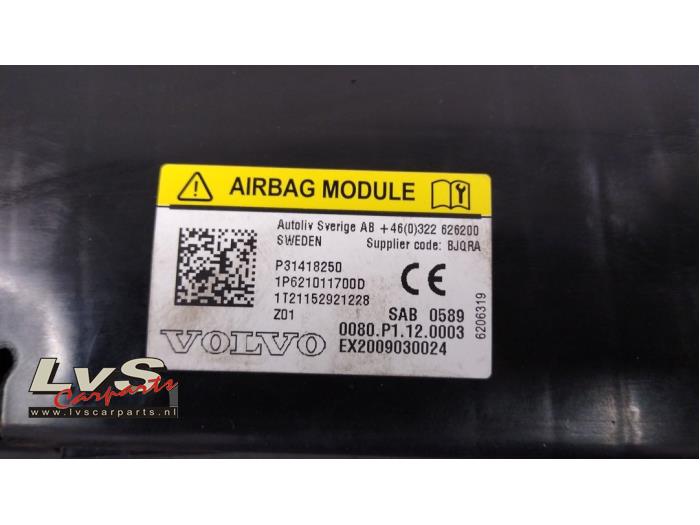 AIRBAG MODULE
Autoliv Sverige AB +46(0)322 626200
SWEDEN Supplier code: BJQRA
P31418250
1P621011700D
1T21152921228
Z01
CE
SAB 0589
0080.P1.12.0003
EX2009030024
VOLVO
6206319
LvS
Carparts
www.lvscarparts.nl